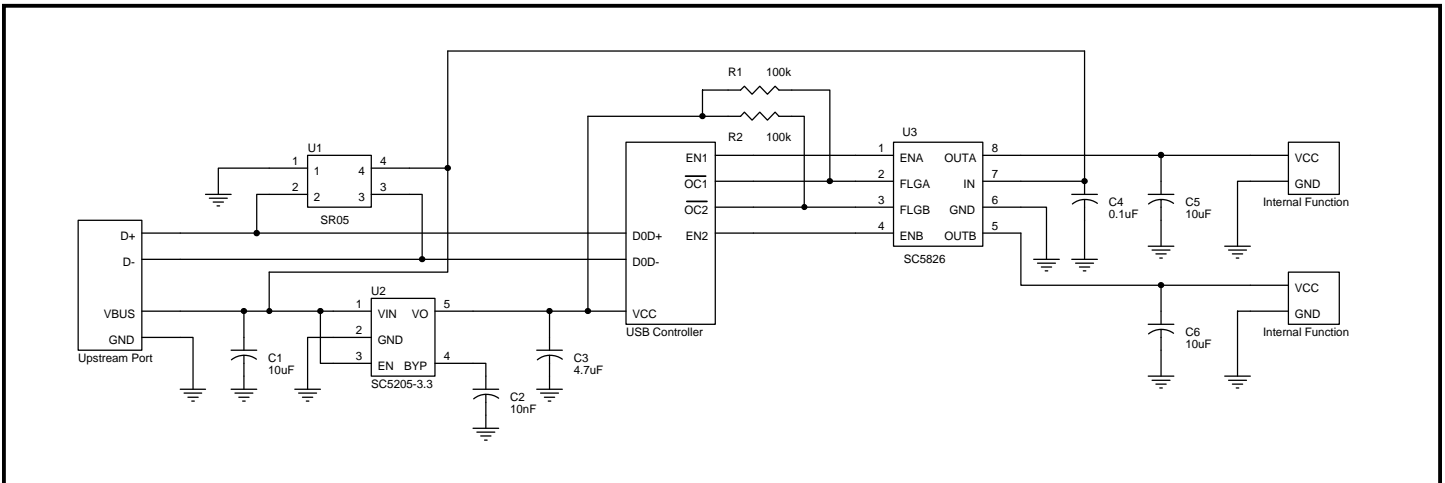 R1 100k
R2 100k
U1
1 1 4 4
2 2 3 3
SR05
D+
D-
VBUS
GND
Upstream Port
C1
10uF
U2
1 VIN VO 5
2 GND
3 EN BYP 4
SC5205-3.3
C2
10nF
C3
4.7uF
EN1
OC1
OC2
EN2
D0D+
D0D-
VCC
USB Controller
U3
1 ENA OUTA 8
2 FLGA IN 7
3 FLGB GND 6
4 ENB OUTB 5
SC5826
C4
0.1uF
C5
10uF
VCC
GND
Internal Function
C6
10uF
VCC
GND
Internal Function